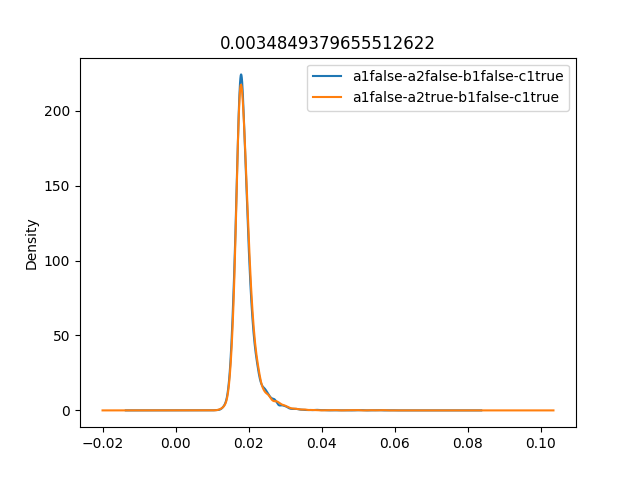 0.0034849379655512622
a1false-a2false-b1false-c1true
a1false-a2true-b1false-c1true
Density
200
150
100
50
0
−0.02 0.00 0.02 0.04 0.06 0.08 0.10